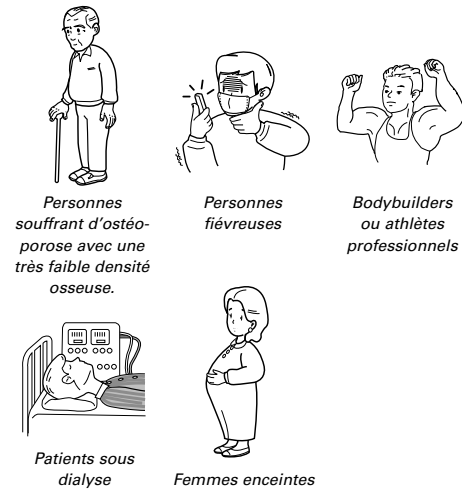 Personnes
souffrant d'ostéo-
porose avec une
très faible densité
osseuse.
Personnes
fiévreuses
Bodybuilders
ou athlètes
professionnels
Patients sous
dialyse
Femmes enceintes